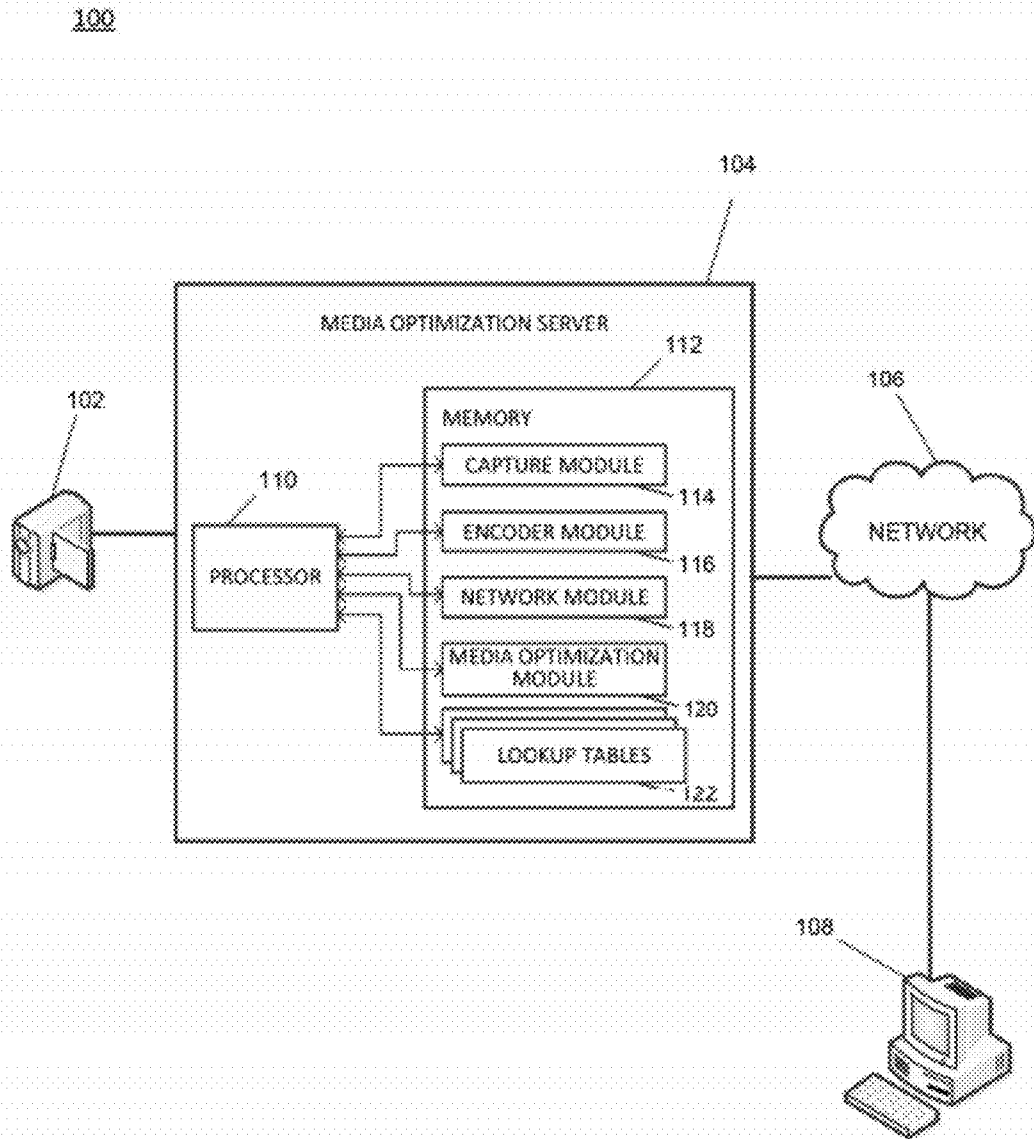 100
104
MEDIA OPTIMIZATION SERVER
112
102
106
MEMORY
CAPTURE MODULE
114
110
ENCODER MODULE
116
NETWORK
PROCESSOR
NETWORK MODULE
118
MEDIA OPTIMIZATION
MODULE
120
LOOKUP TABLES
122
108